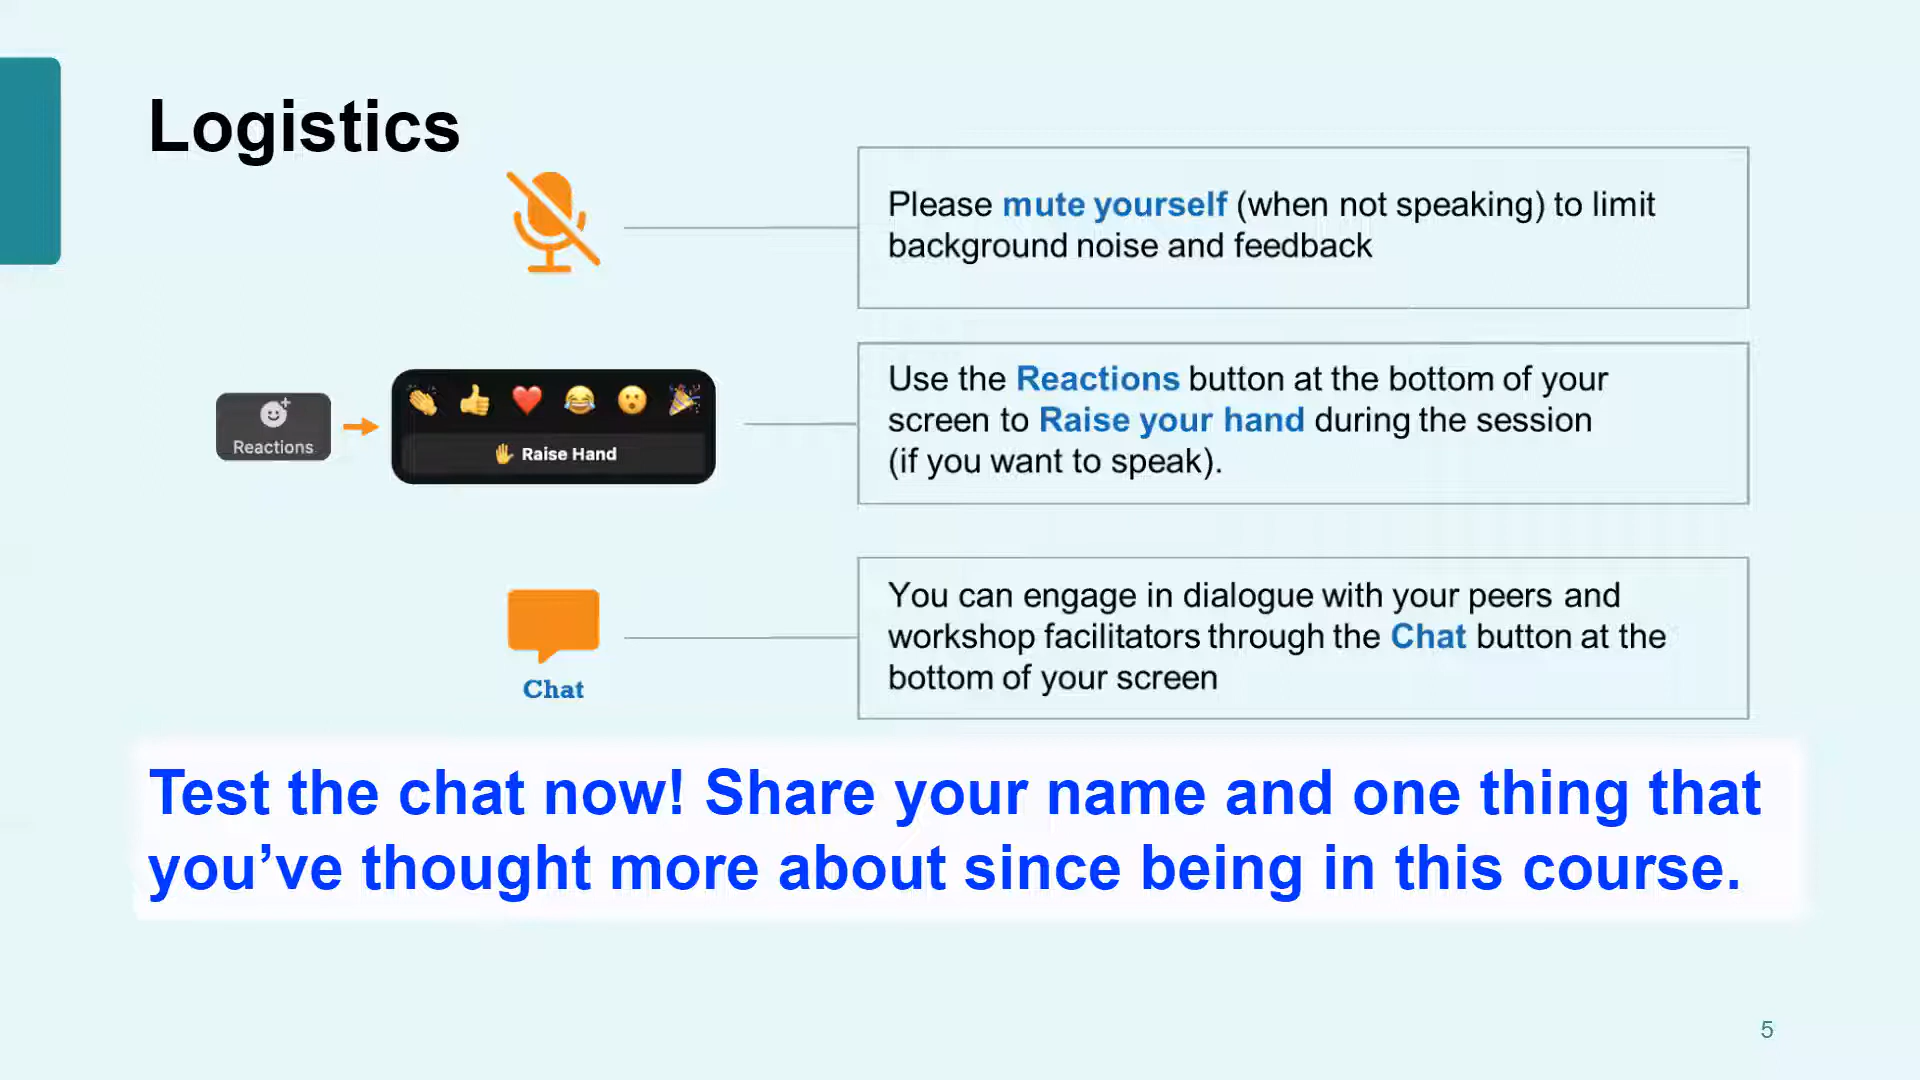 Logistics
Please mute yourself (when not speaking) to limit
background noise and feedback
Reactions
Raise Hand
Use the Reactions button at the bottom of your
screen to Raise your hand during the session
(if you want to speak).
Chat
You can engage in dialogue with your peers and
workshop facilitators through the Chat button at the
bottom of your screen
Test the chat now! Share your name and one thing that
you’ve thought more about since being in this course.
5